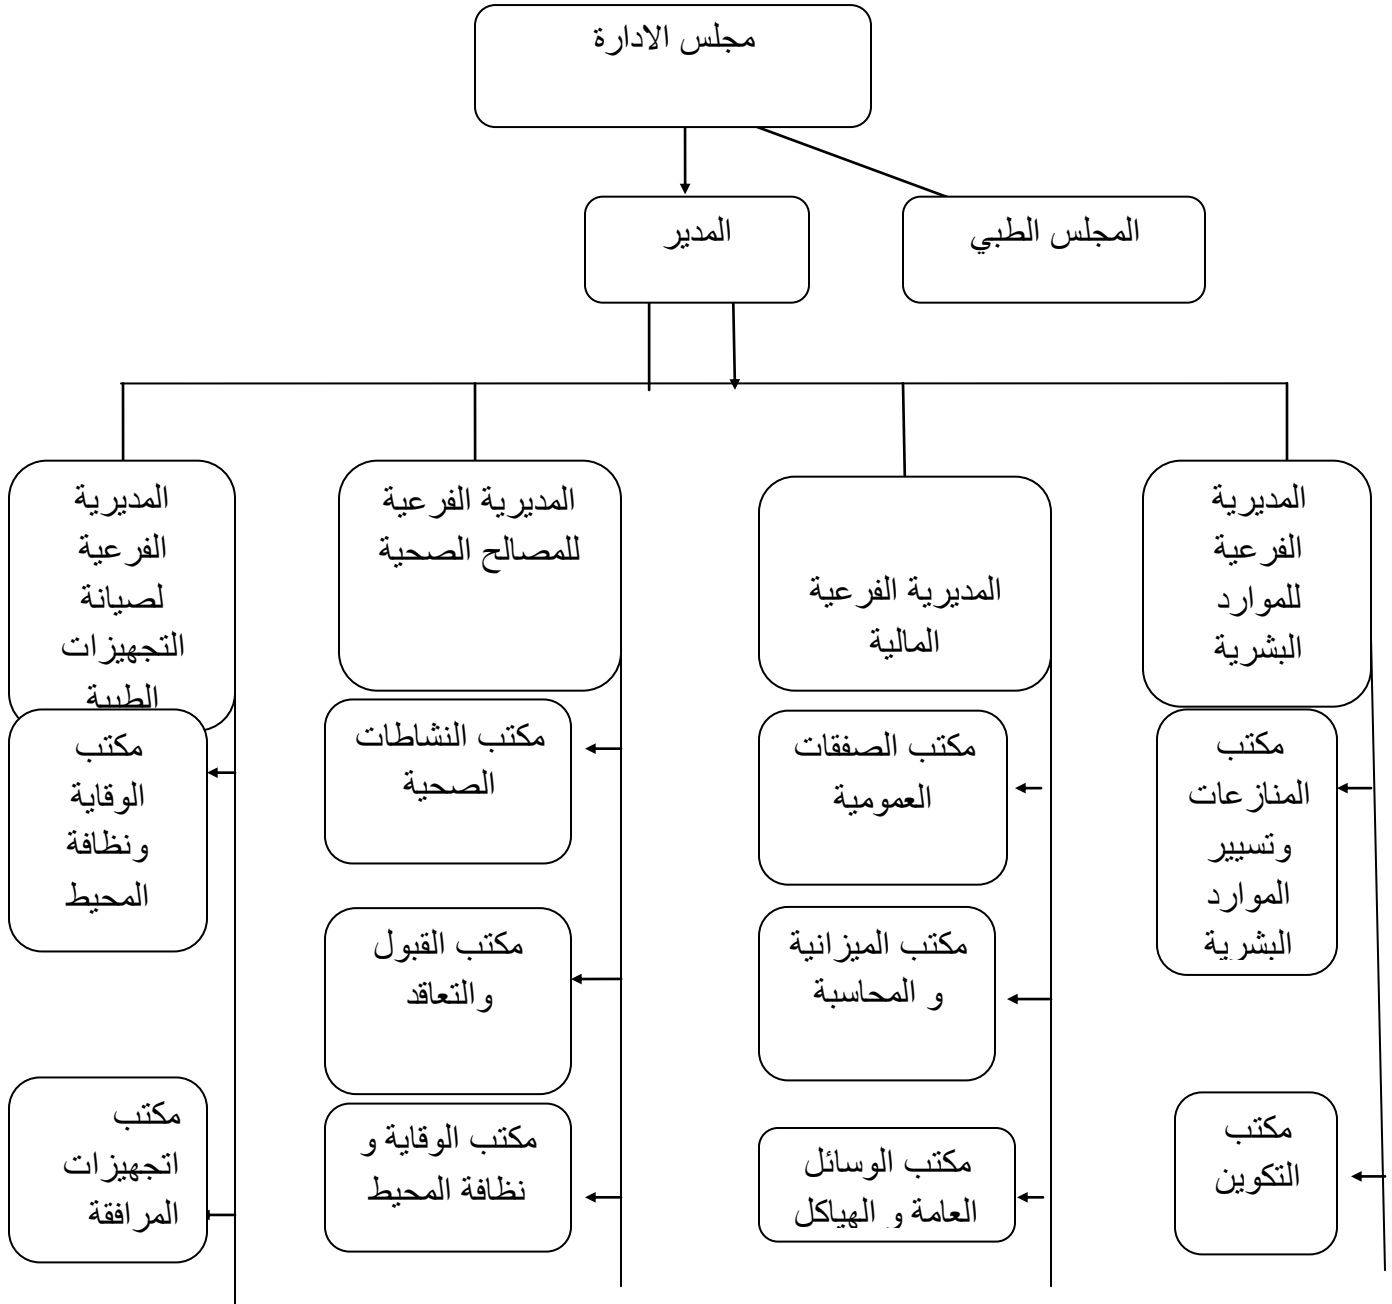 مجلس الادارة
المدير
المجلس الطبي
المديرية
الفرعية
للموارد
البشرية
المديرية الفرعية
المالية
المديرية الفرعية
للمصالح الصحية
المديرية
الفرعية
لصيانة
التجهيزات
الطبية
مكتب
المنازعات
وتسيير
الموارد
البشرية
مكتب الصفقات
العمومية
مكتب النشاطات
الصحية
مكتب
الوقاية
ونظافة
المحيط
مكتب الميزانية
و المحاسبة
مكتب القبول
والتعاقد
مكتب
التكوين
مكتب الوسائل
العامة و الهياكل
مكتب الوقاية و
نظافة المحيط
مكتب
اتجهيزات
المرافقة